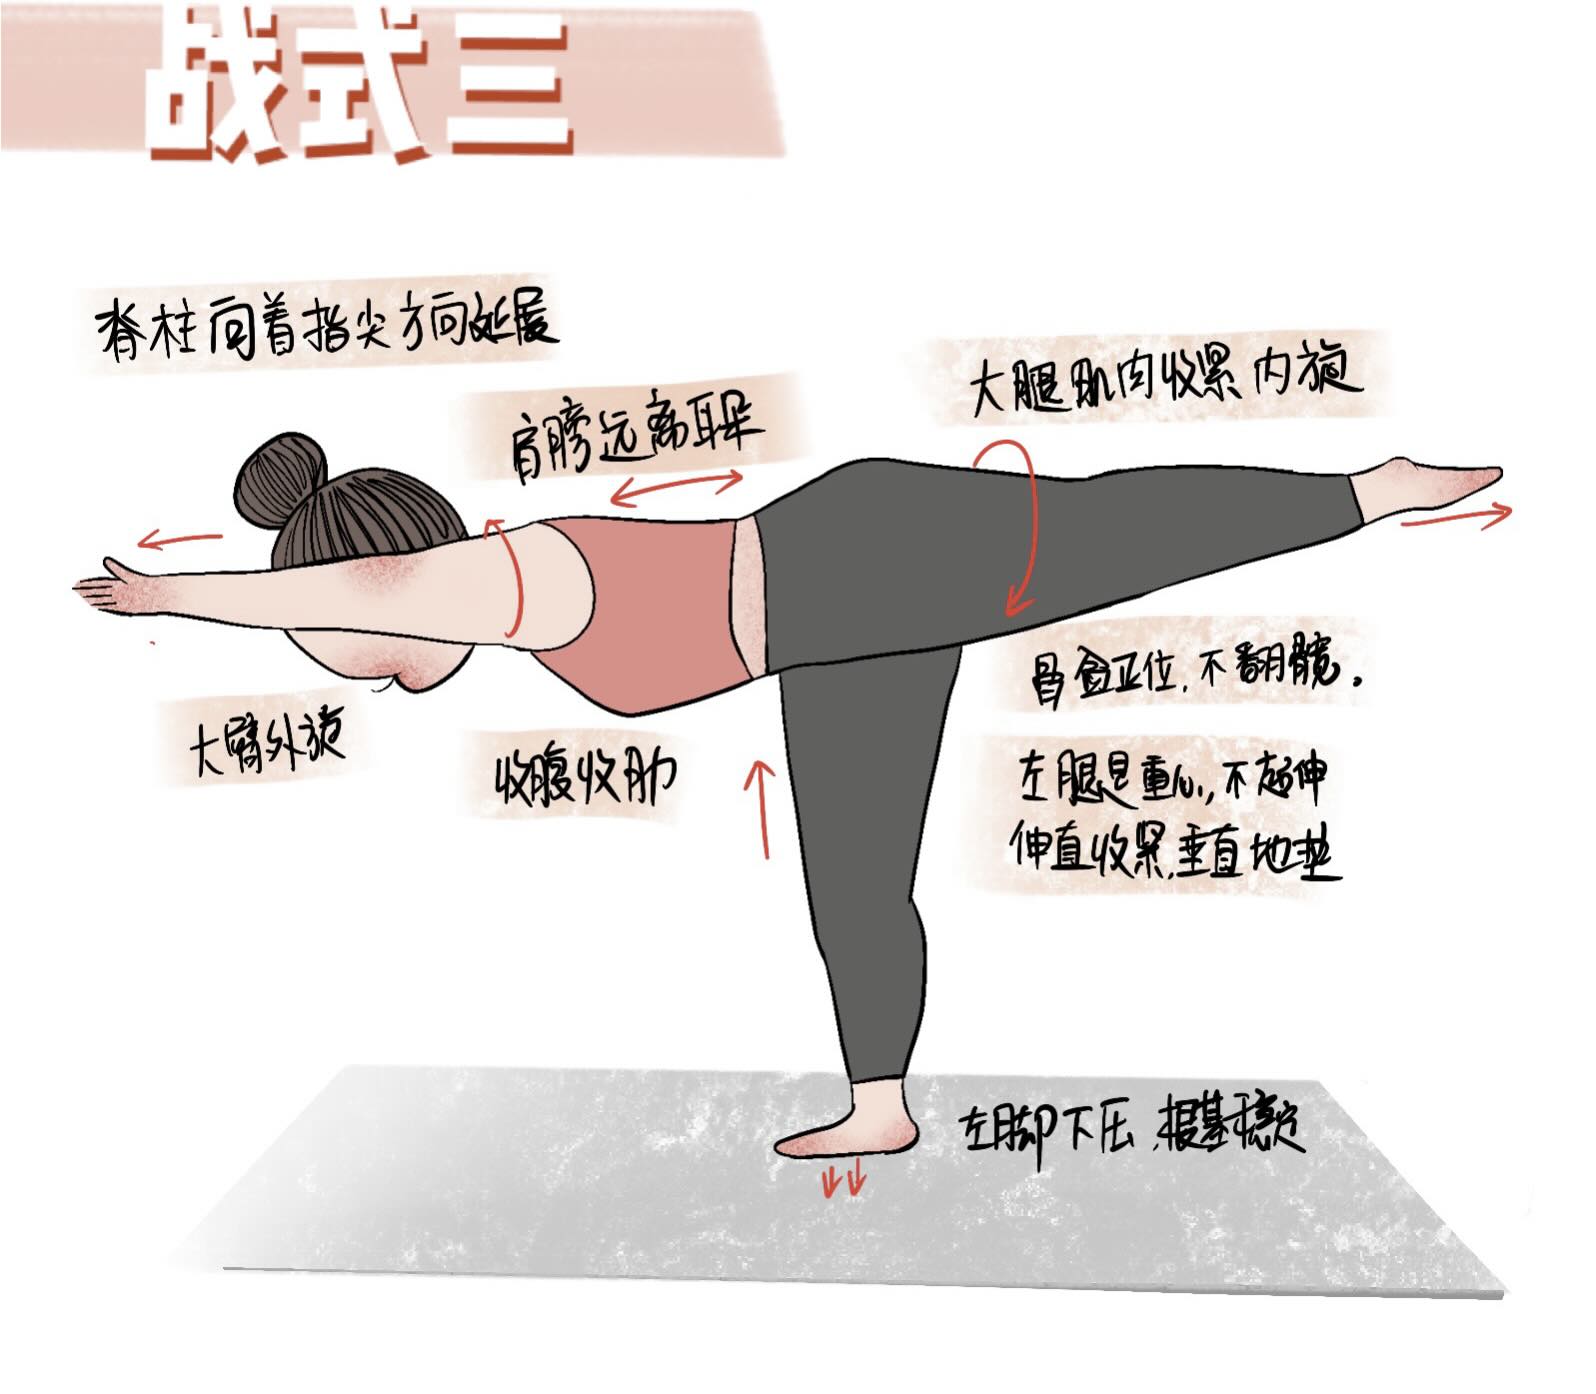 战式三
脊柱向着指尖方向延展
肩膀远离耳朵
大腿肌肉收紧内旋
大臂外旋
收腹收肋
骨盆正位，不翻髋。
左腿是重心，不超伸
伸直收紧，垂直地垫
左脚下压，根基稳定